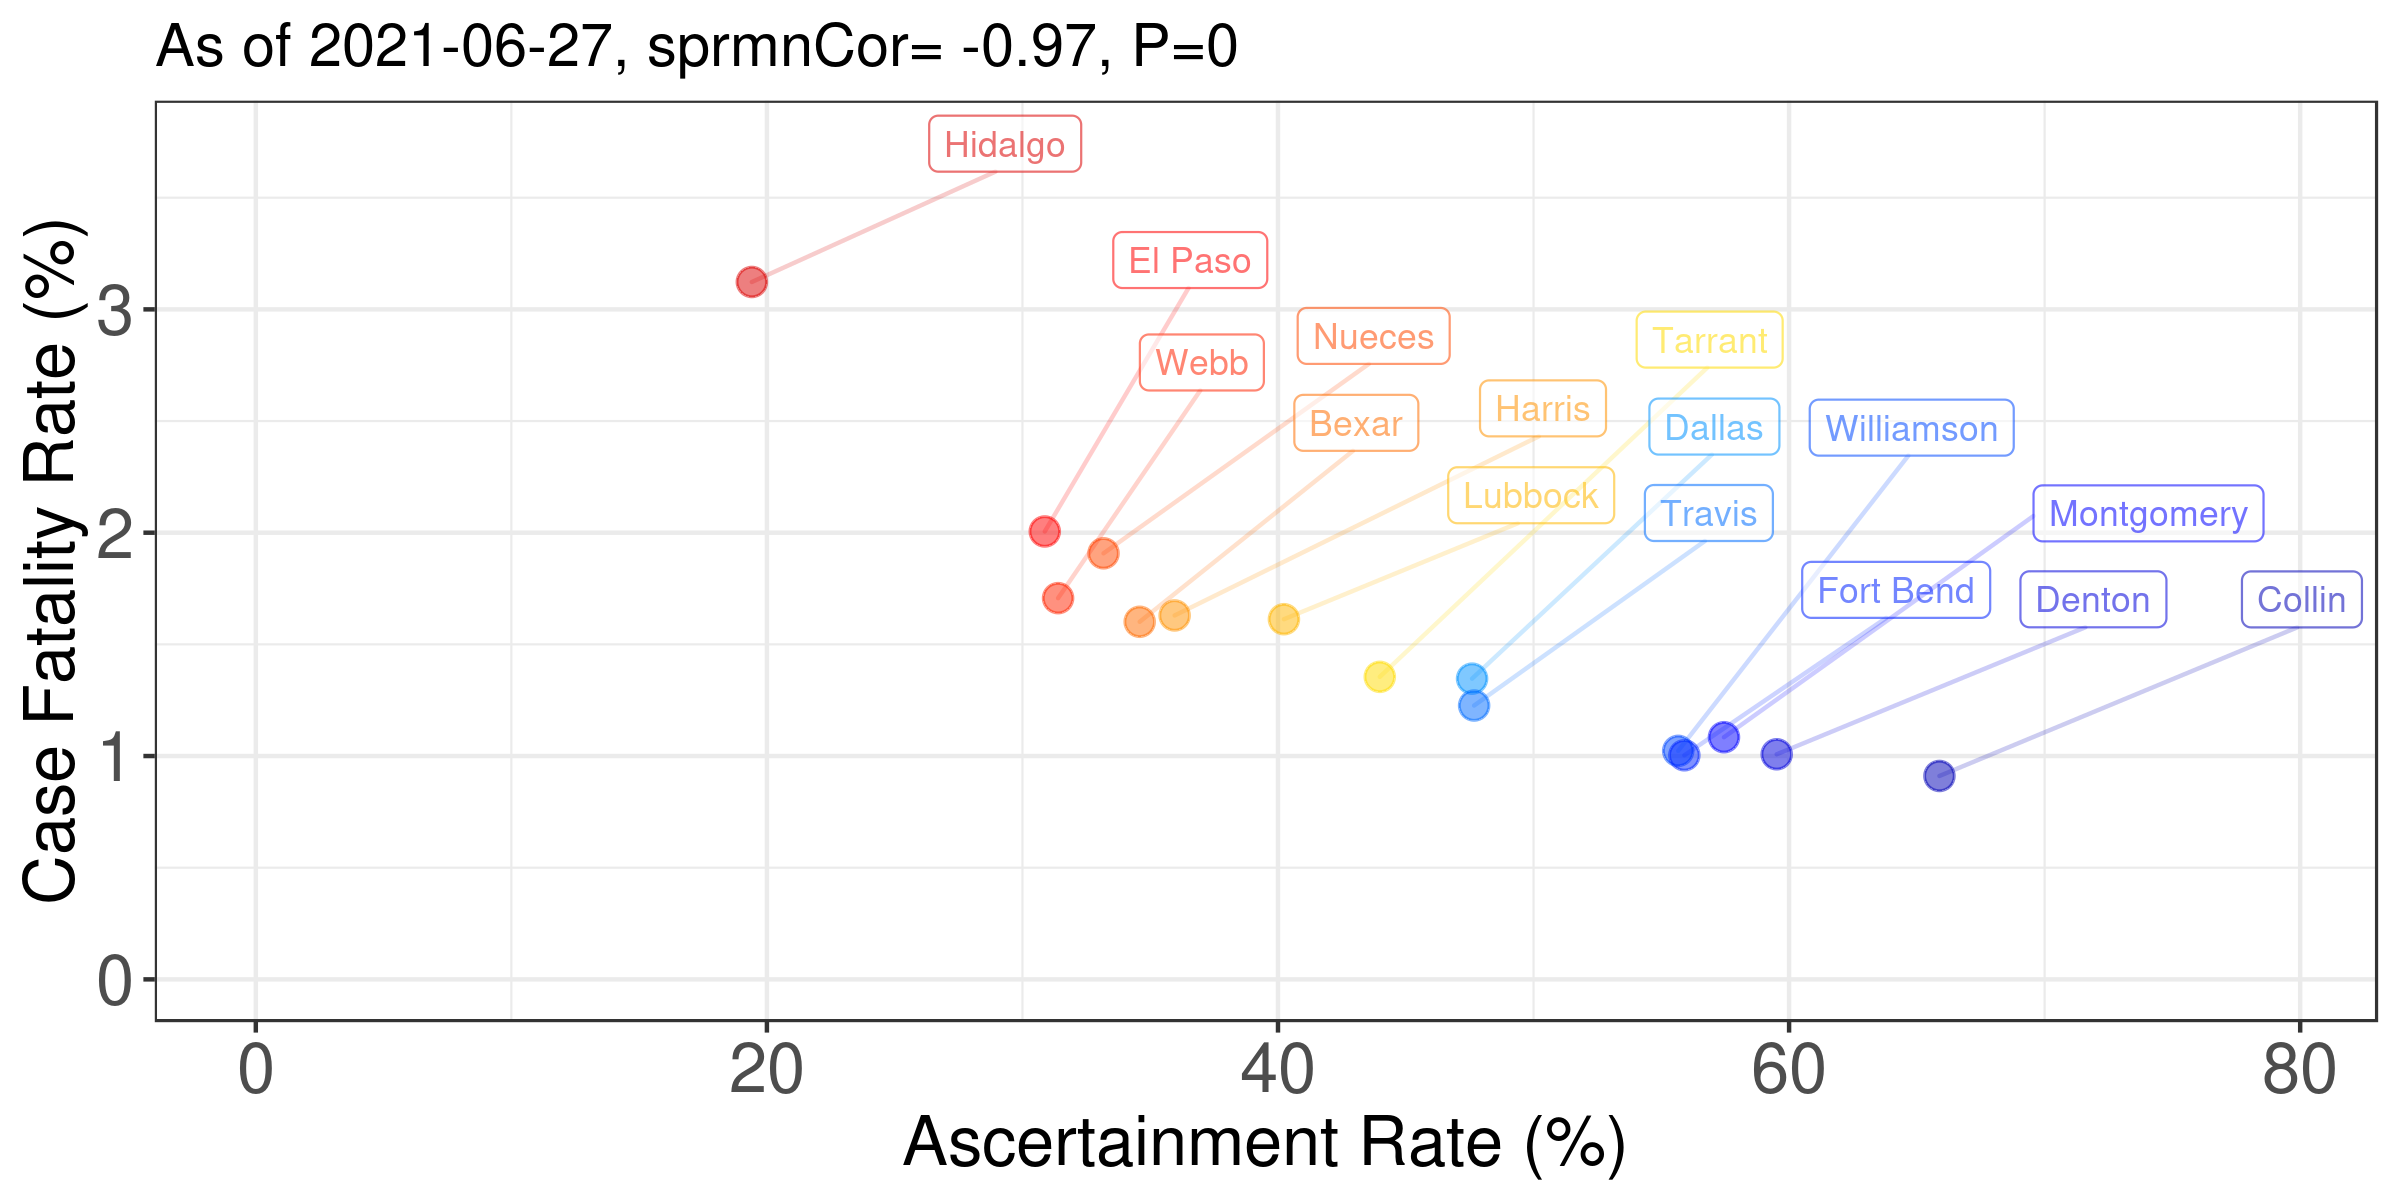 As of 2021-06-27, sprmnCor= -0.97, P=0
Hidalgo
El Paso
Nueces
Tarrant
Webb
Harris
Bexar
Dallas
Williamson
Lubbock
Travis
Montgomery
Fort Bend
Denton
Collin
Case Fatality Rate (%)
3
2
1
0
0 20 40 60 80
Ascertainment Rate (%)